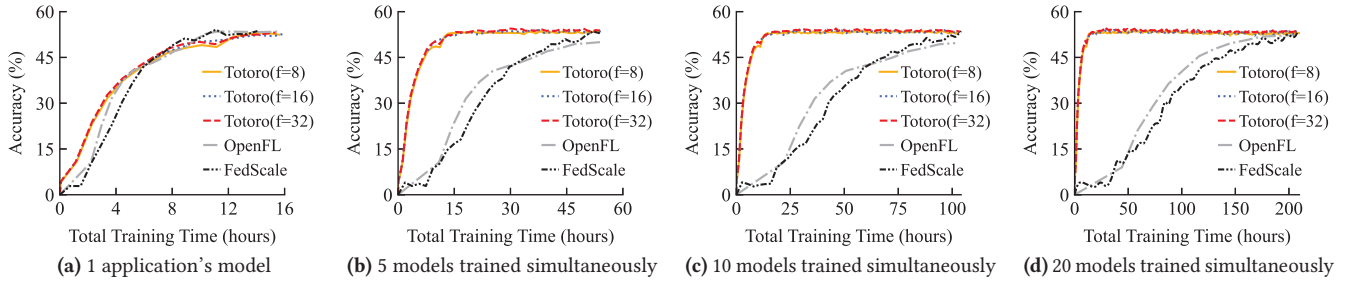 60
45
30
15
0
Accuracy (%)
Totoro(f=8)
Totoro(f=16)
Totoro(f=32)
OpenFL
FedScale
0 4 8 12 16
Total Training Time (hours)
(a) 1 application's model
60
45
30
15
0
Accuracy (%)
Totoro(f=8)
Totoro(f=16)
Totoro(f=32)
OpenFL
FedScale
0 15 30 45 60
Total Training Time (hours)
(b) 5 models trained simultaneously
60
45
30
15
0
Accuracy (%)
Totoro(f=8)
Totoro(f=16)
Totoro(f=32)
OpenFL
FedScale
0 25 50 75 100
Total Training Time (hours)
(c) 10 models trained simultaneously
60
45
30
15
0
Accuracy (%)
Totoro(f=8)
Totoro(f=16)
Totoro(f=32)
OpenFL
FedScale
0 50 100 150 200
Total Training Time (hours)
(d) 20 models trained simultaneously